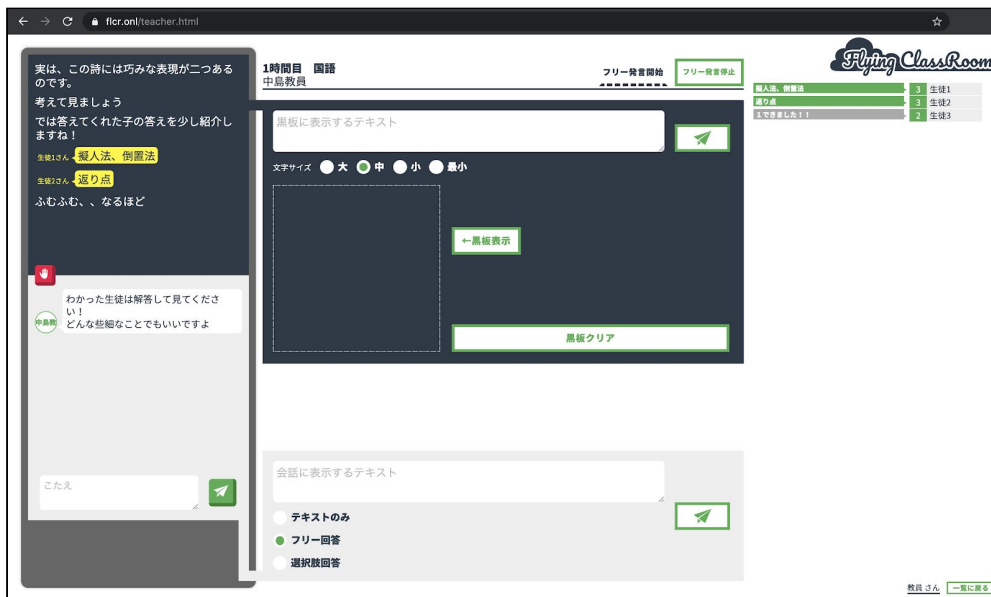 flcr.onl/teacher.html
実は、この詩には巧みな表現が二つある
のです。
考えて見ましょう
では答えてくれた子の答えを少し紹介し
ますね！
生徒1さん 擬人法、倒置法
生徒2さん 返り点
ふむふむ、、なるほど
わかった生徒は解答して見てくださ
い！
どんな些細なことでもいいですよ
中島教
こたえ
1時間目 国語
中島教員
フリー発言開始
フリー発言停止
黒板に表示するテキスト
文字サイズ 大 中 小 最小
←黒板表示
黒板クリア
会話に表示するテキスト
テキストのみ
フリー回答
選択肢回答
Flying ClassRoom
擬人法、倒置法 3 生徒1
返り点 3 生徒2
1できました！！ 2 生徒3
教員 さん 一覧に戻る